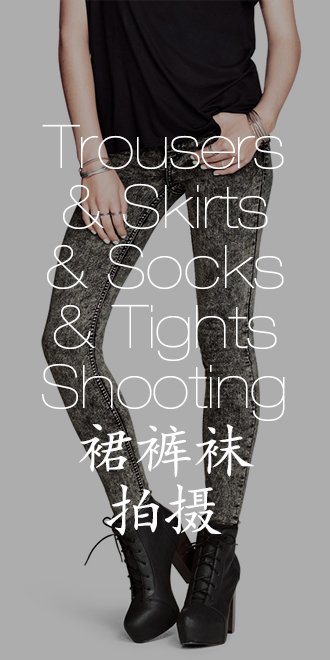 Trousers
& Skirts
& Socks
& Tights
Shooting
裙裤袜
拍摄